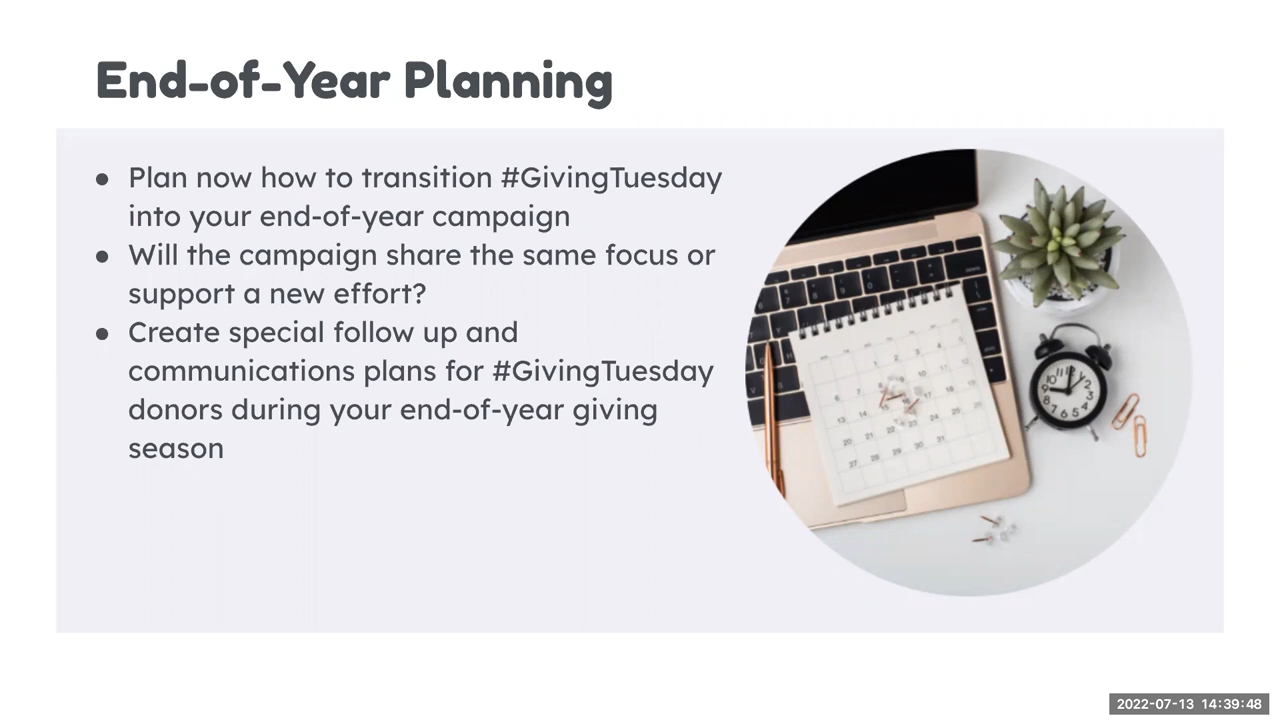 End-of-Year Planning
● Plan now how to transition #GivingTuesday
into your end-of-year campaign
● Will the campaign share the same focus or
support a new effort?
● Create special follow up and
communications plans for #GivingTuesday
donors during your end-of-year giving
season
2022-07-13 14:39:48